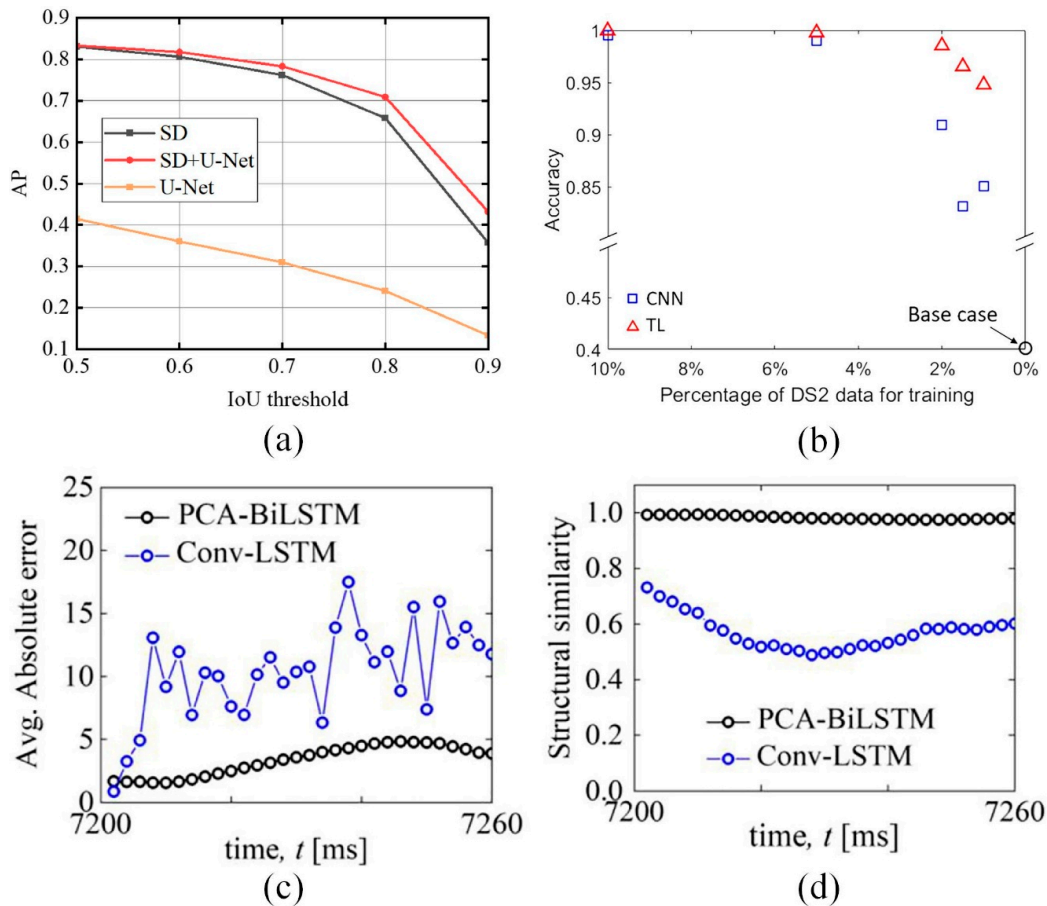 0.9
0.8
0.7
0.6
0.5
0.4
0.3
0.2
0.1
AP
SD
SD+U-Net
U-Net
0.5 0.6 0.7 0.8 0.9
IoU threshold
(a)
1
0.95
0.9
0.85
0.45
0.4
Accuracy
CNN
TL
Base case
10% 8% 6% 4% 2% 0%
Percentage of DS2 data for training
(b)
25
20
15
10
5
0
Avg. Absolute error
PCA-BiLSTM
Conv-LSTM
7200 7260
time, t [ms]
(c)
1.0
0.8
0.6
0.4
0.2
0.0
Structural similarity
PCA-BiLSTM
Conv-LSTM
7200 7260
time, t [ms]
(d)